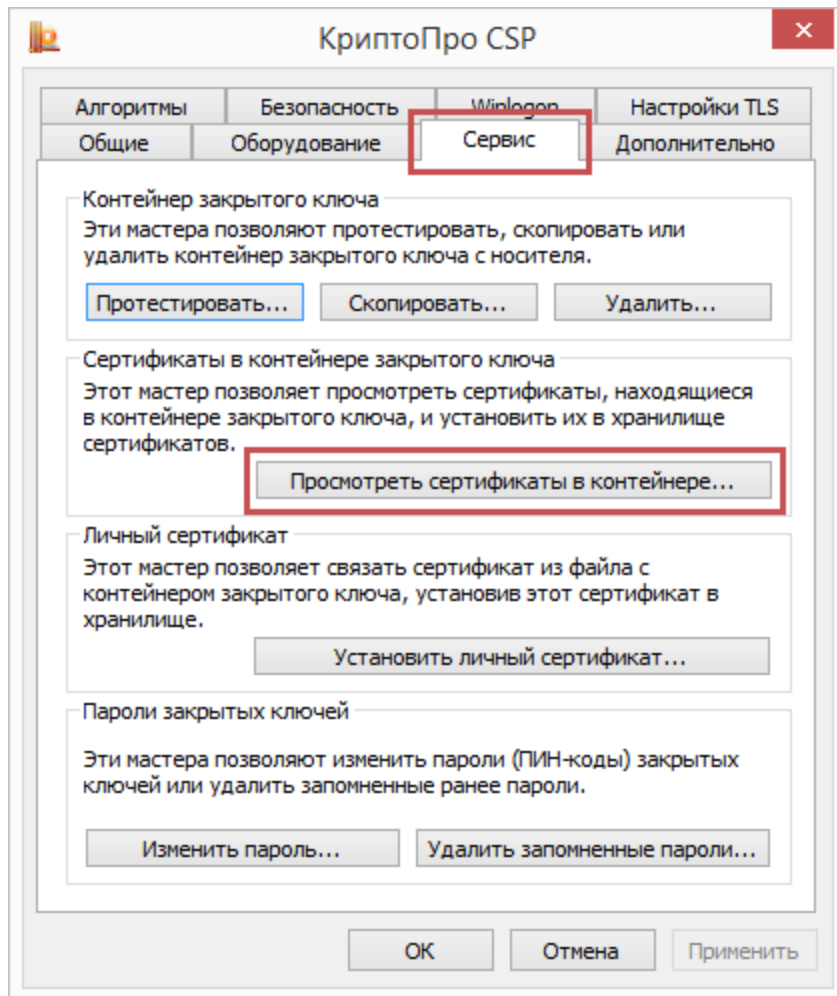 КриптоПро CSP
Алгоритмы Безопасность Winlogon Настройки TLS
Общие Оборудование Сервис Дополнительно
Контейнер закрытого ключа
Эти мастера позволяют протестировать, скопировать или
удалить контейнер закрытого ключа с носителя.
Протестировать... Скопировать... Удалить...
Сертификаты в контейнере закрытого ключа
Этот мастер позволяет просмотреть сертификаты, находящиеся
в контейнере закрытого ключа, и установить их в хранилище
сертификатов.
Просмотреть сертификаты в контейнере...
Личный сертификат
Этот мастер позволяет связать сертификат из файла с
контейнером закрытого ключа, установив этот сертификат в
хранилище.
Установить личный сертификат...
Пароли закрытых ключей
Эти мастера позволяют изменить пароли (ПИН-коды) закрытых
ключей или удалить запомненные ранее пароли.
Изменить пароль... Удалить запомненные пароли...
ОК Отмена Применить